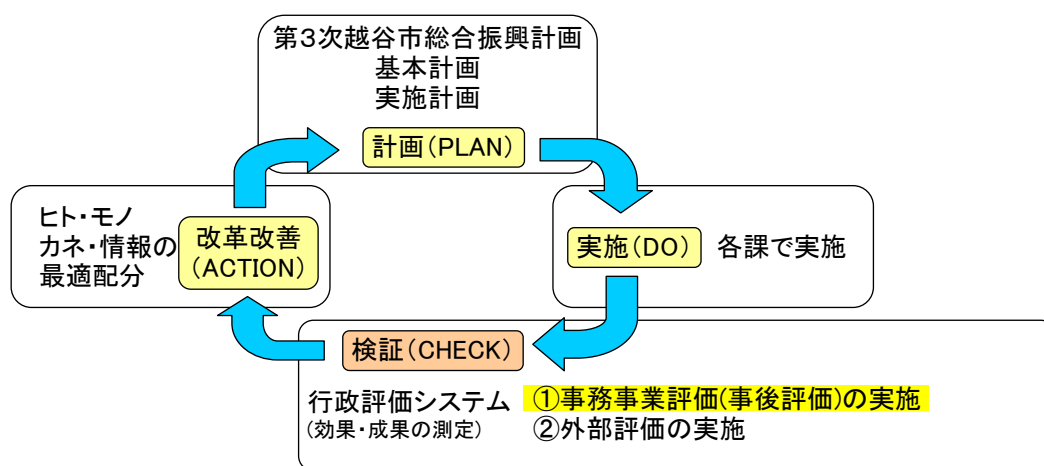 第3次越谷市総合振興計画
基本計画
実施計画
計画(PLAN)
ヒト・モノ
カネ・情報の
最適配分
改革改善
(ACTION)
実施(DO)
各課で実施
検証(CHECK)
行政評価システム
(効果・成果の測定)
①事務事業評価(事後評価)の実施
②外部評価の実施